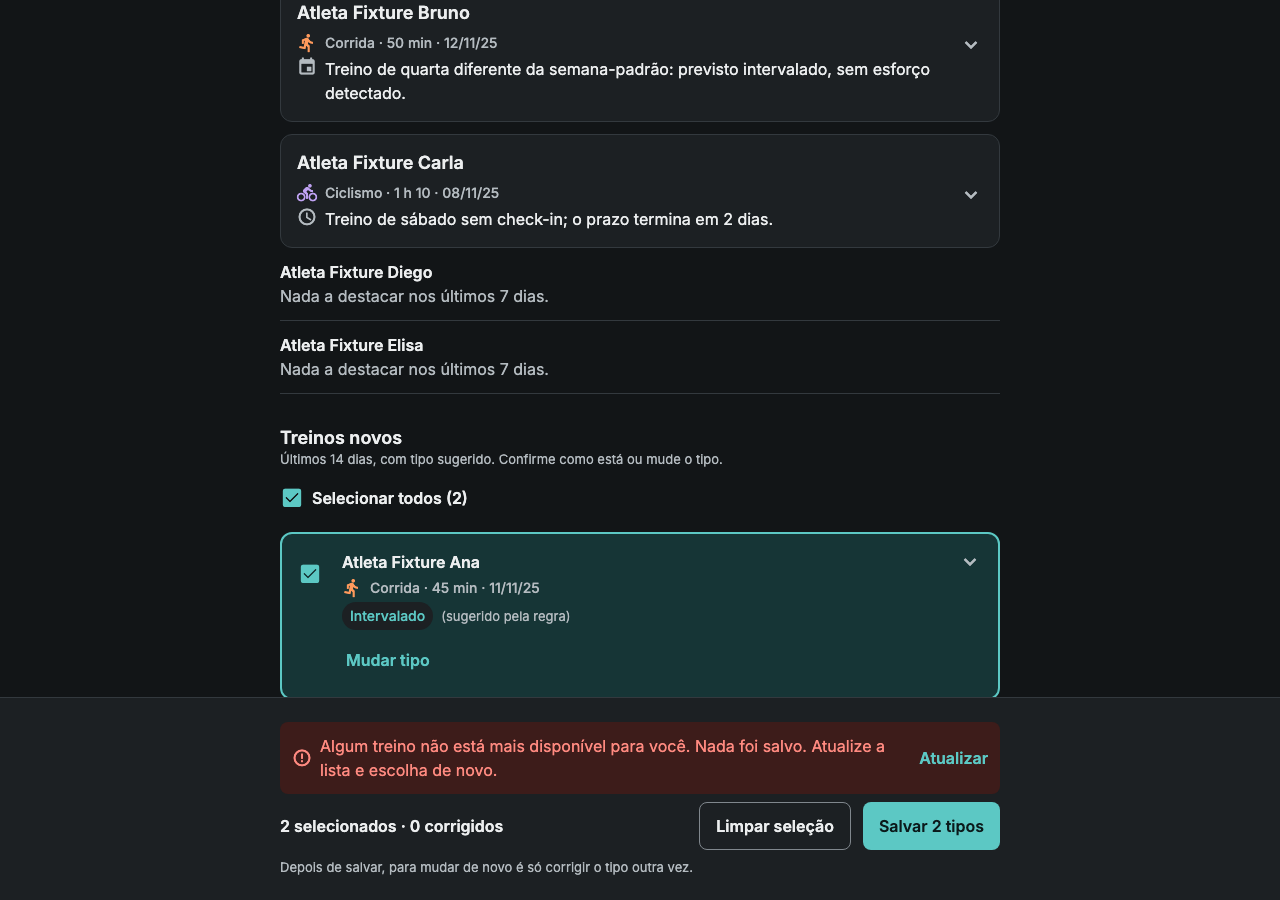 Atleta Fixture Bruno
Corrida · 50 min · 12/11/25
Treino de quarta diferente da semana-padrão: previsto intervalado, sem esforço
detectado.
Atleta Fixture Carla
Ciclismo · 1 h 10 · 08/11/25
Treino de sábado sem check-in; o prazo termina em 2 dias.
Atleta Fixture Diego
Nada a destacar nos últimos 7 dias.
Atleta Fixture Elisa
Nada a destacar nos últimos 7 dias.
Treinos novos
Últimos 14 dias, com tipo sugerido. Confirme como está ou mude o tipo.
Selecionar todos (2)
Atleta Fixture Ana
Corrida · 45 min · 11/11/25
Intervalado (sugerido pela regra)
Mudar tipo
Algum treino não está mais disponível para você. Nada foi salvo. Atualize a
lista e escolha de novo.
Atualizar
2 selecionados · 0 corrigidos
Limpar seleção
Salvar 2 tipos
Depois de salvar, para mudar de novo é só corrigir o tipo outra vez.